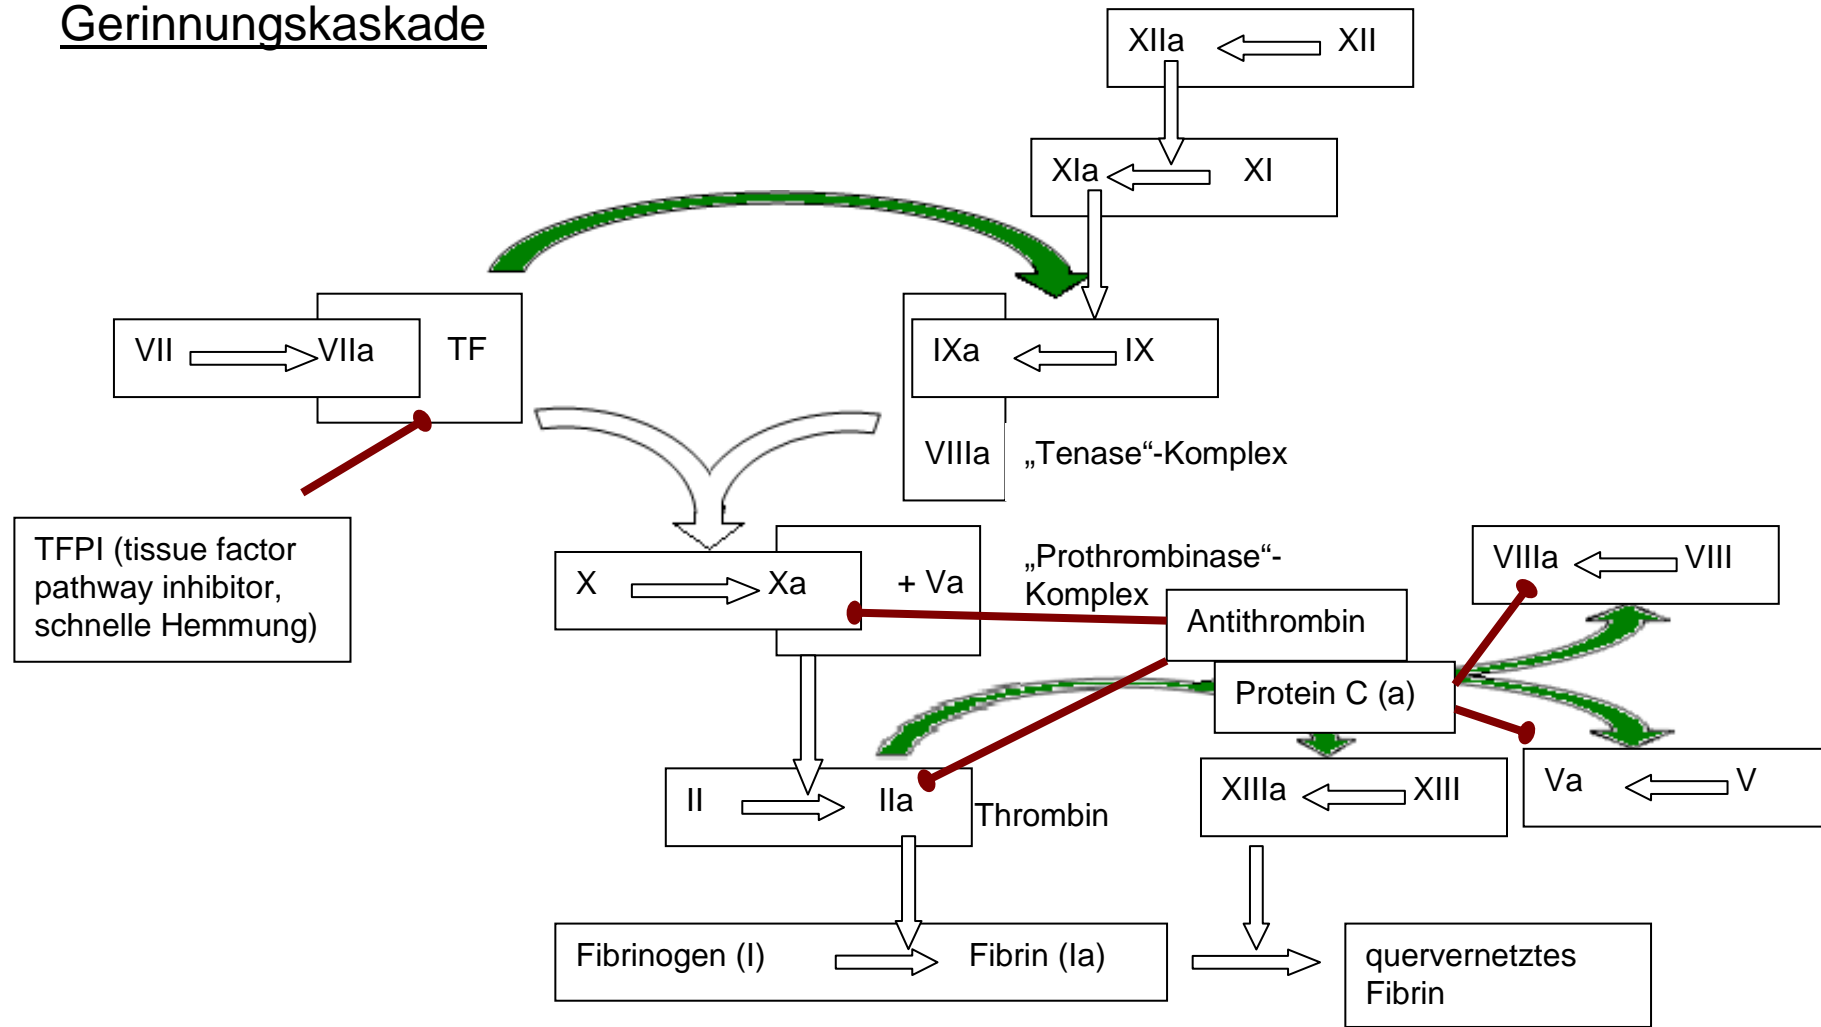 Gerinnungskaskade
XIIa
XII
XIa
XI
VII
VIIa
TF
IXa
IX
VIIIa
„Tenase“-Komplex
TFPI (tissue factor
pathway inhibitor,
schnelle Hemmung)
X
Xa
+ Va
„Prothrombinase“-
Komplex
VIIIa
VIII
Antithrombin
Protein C (a)
II
IIa
Thrombin
XIIIa
XIII
Va
V
Fibrinogen (I)
Fibrin (Ia)
quervernetztes
Fibrin